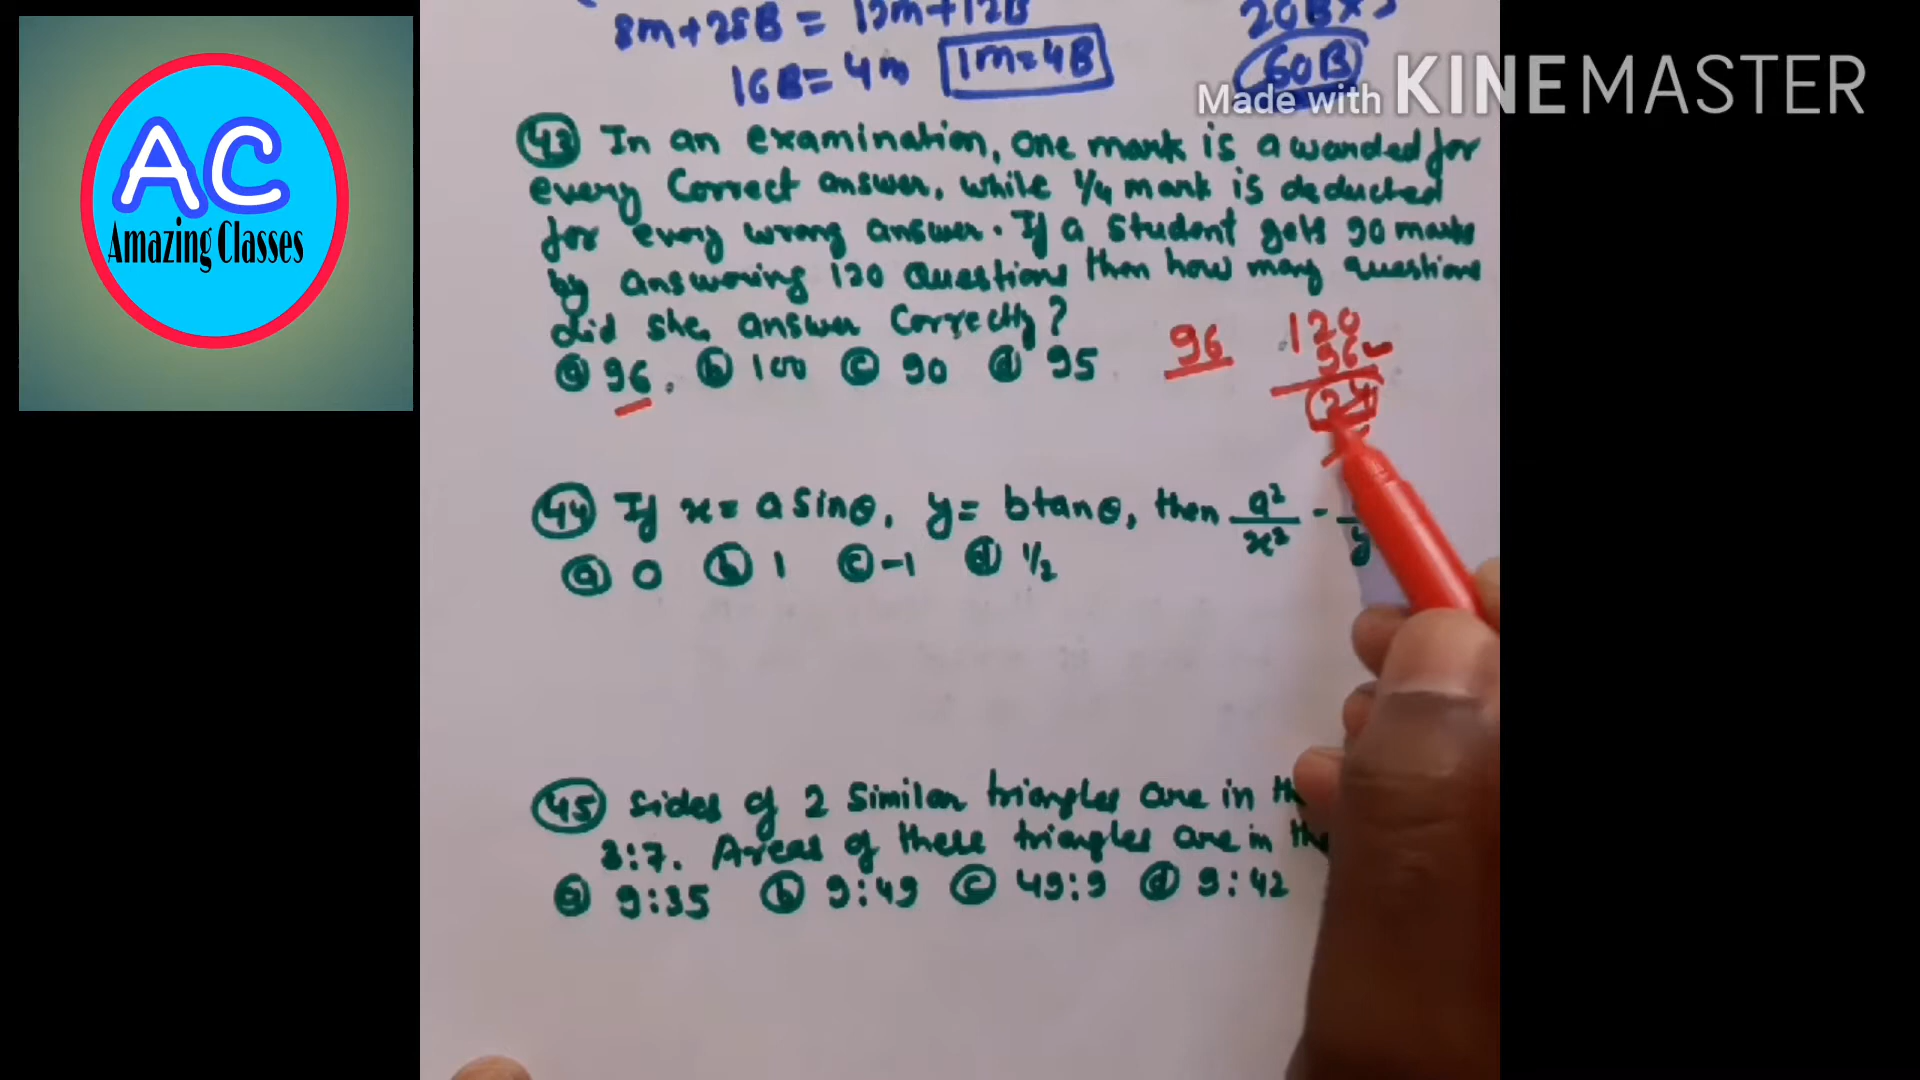 8m+28B = 12m+12B
16B = 4m
1m=4B
60B
Made with KINEMASTER
AC
Amazing Classes
43 In an examination, one mark is awarded for
every Correct answer, while 1/4 mark is deducted
for every wrong answer. If a student gets 90 marks
by answering 120 Questions then how many questions
did she answer Correctly?
a 96. b 100 c 90 d 95
96
120
96
24
44 If x = a Sinθ, y = b tanθ, then a²/x² -
a 0 b 1 c -1 d 1/2
45 Sides of 2 Similar triangles are in
3:7. Areas of these triangles are in
a 9:35 b 9:49 c 49:9 d 9:42